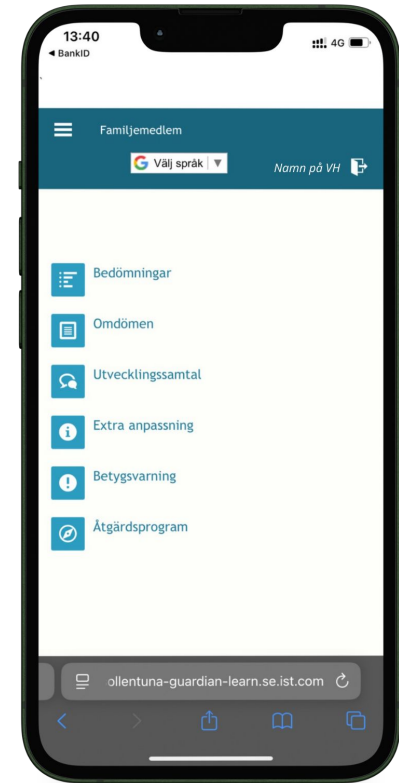 13:40
4G
◀ BankID
Familjemedlem
G Välj språk ▼
Namn på VH
Bedömningar
Omdömen
Utvecklingssamtal
Extra anpassning
Betygsvarning
Åtgärdsprogram
ollentuna-guardian-learn.se.ist.com